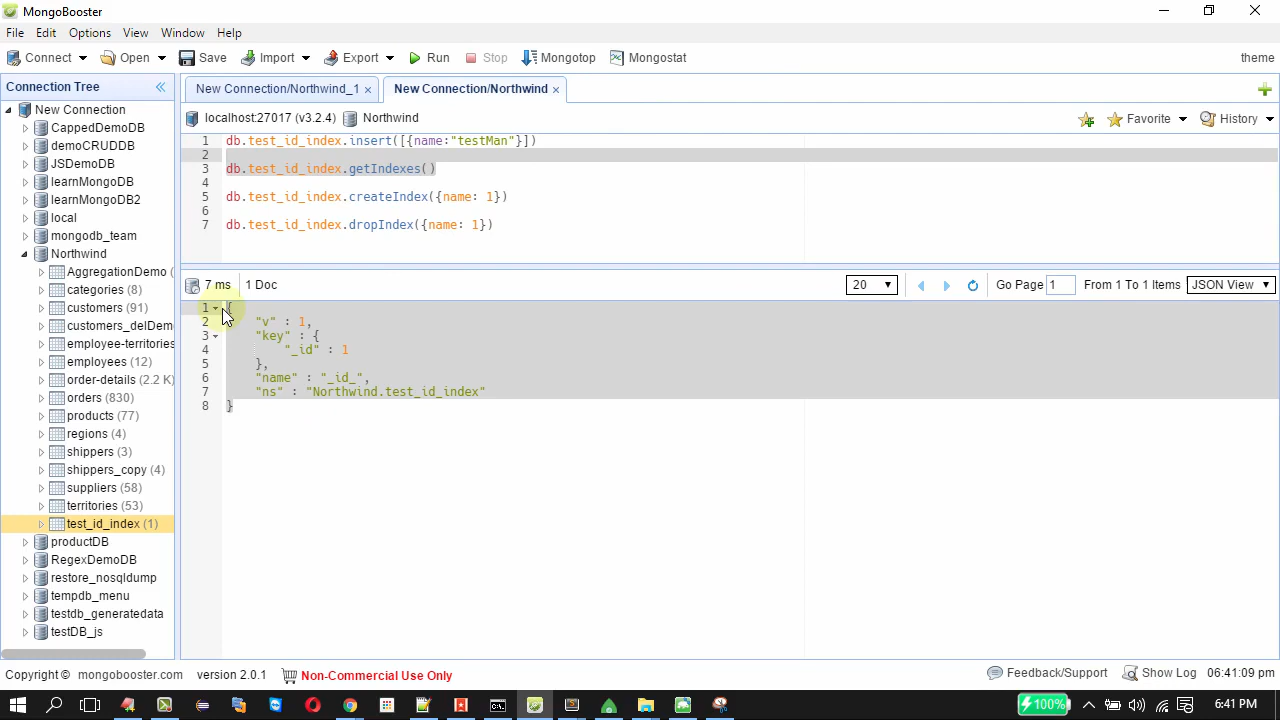 MongoBooster
File Edit Options View Window Help
Connect Open Save Import Export Run Stop Mongotop Mongostat theme
Connection Tree
New Connection
CappedDemoDB
demoCRUDDB
JSDemoDB
learnMongoDB
learnMongoDB2
local
mongodb_team
Northwind
AggregationDemo (
categories (8)
customers (91)
customers_delDem
employee-territories
employees (12)
order-details (2.2 K)
orders (830)
products (77)
regions (4)
shippers (3)
shippers_copy (4)
suppliers (58)
territories (53)
test_id_index (1)
productDB
RegexDemoDB
restore_nosqldump
tempdb_menu
testdb_generatedata
testDB_js
New Connection/Northwind_1 × New Connection/Northwind ×
localhost:27017 (v3.2.4) Northwind Favorite History
1 db.test_id_index.insert([{name:"testMan"}])
2
3 db.test_id_index.getIndexes()
4
5 db.test_id_index.createIndex({name: 1})
6
7 db.test_id_index.dropIndex({name: 1})
7 ms 1 Doc 20 Go Page 1 From 1 To 1 Items JSON View
1 {
2 "v" : 1,
3 "key" : {
4 "_id" : 1
5 },
6 "name" : "_id_",
7 "ns" : "Northwind.test_id_index"
8 }
Copyright © mongobooster.com version 2.0.1 Non-Commercial Use Only Feedback/Support Show Log 06:41:09 pm
100% 6:41 PM